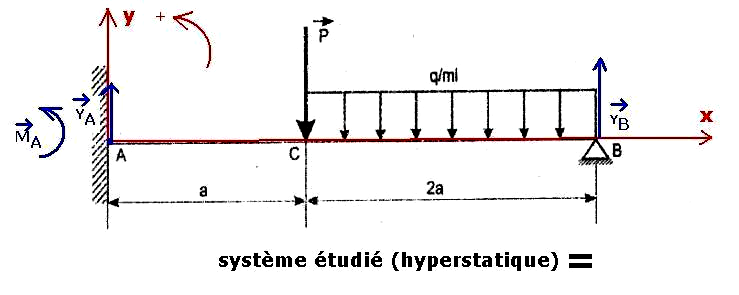 y +
P
q/ml
M_A Y_A Y_B
x
A C B
a 2a
système étudié (hyperstatique) =